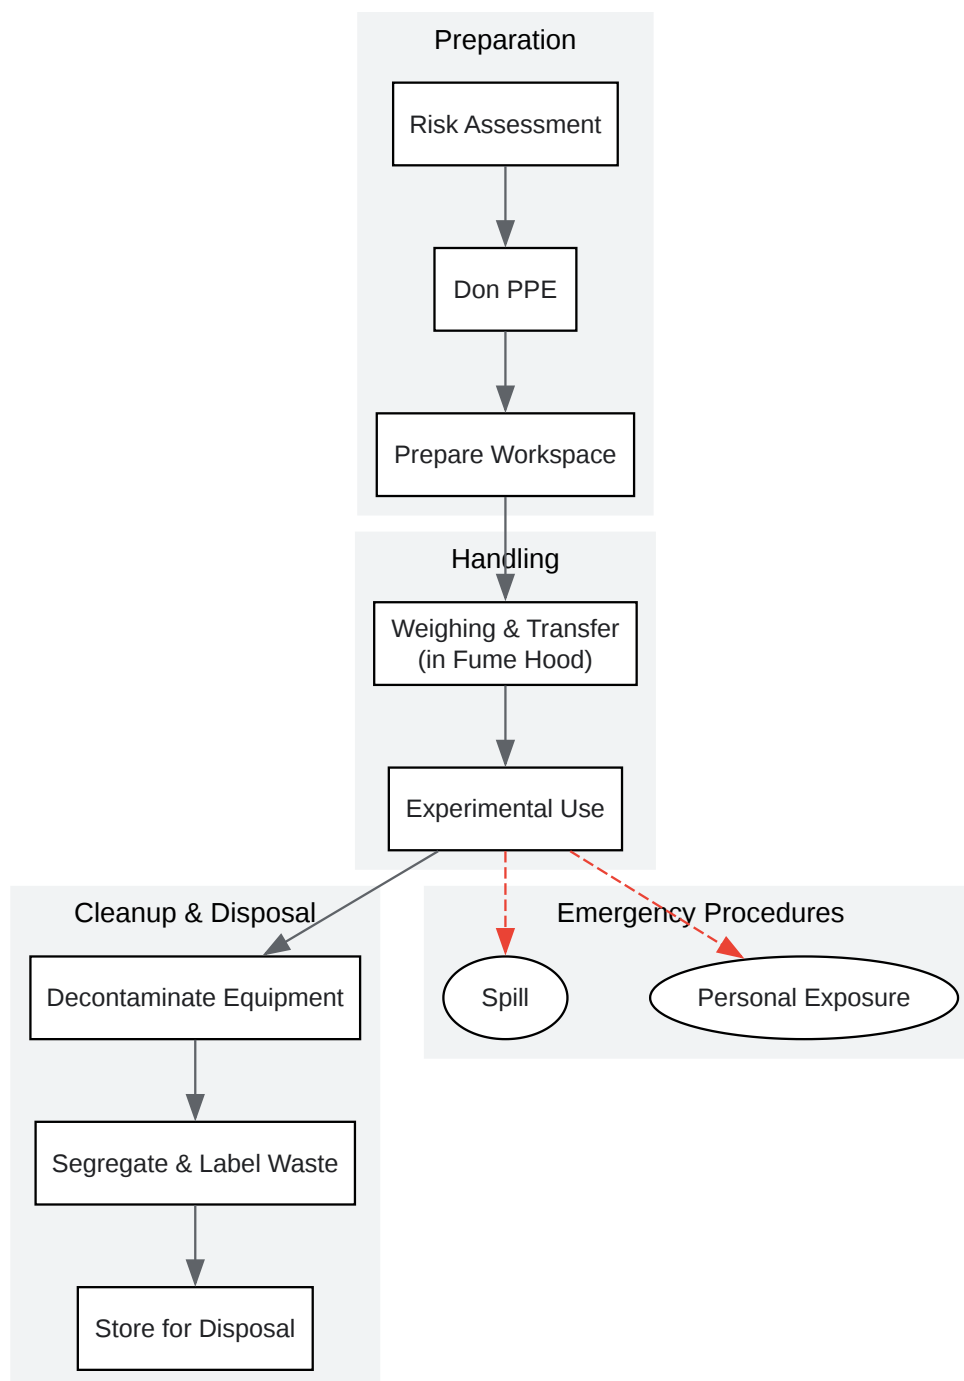 Preparation
Risk Assessment
Don PPE
Prepare Workspace
Handling
Weighing & Transfer
(in Fume Hood)
Experimental Use
Cleanup & Disposal
Decontaminate Equipment
Segregate & Label Waste
Store for Disposal
Emergency Procedures
Spill
Personal Exposure